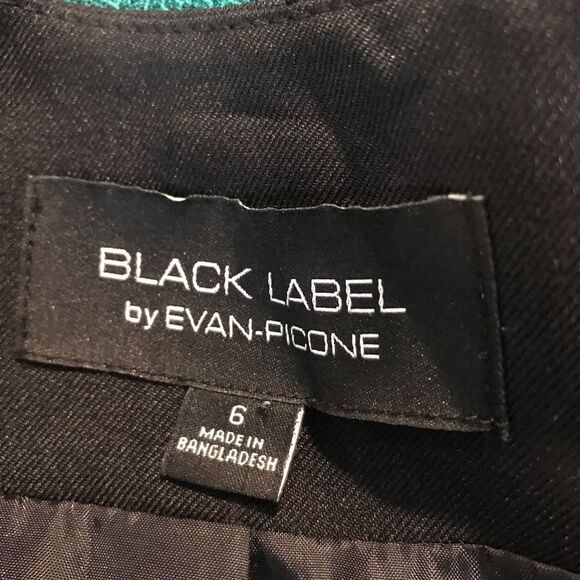 BLACK LABEL
by EVAN-PICONE
6
MADE IN
BANGLADESH